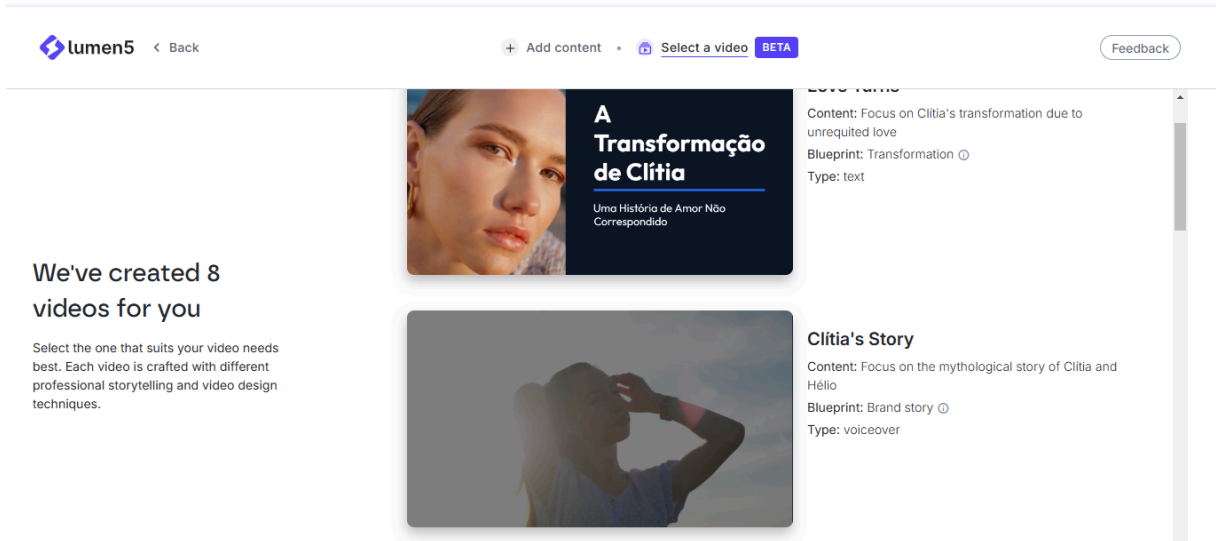 lumen5
Back
Add content
Select a video
BETA
Feedback
A
Transformação
de Clítia
Uma História de Amor Não
Correspondido
Love Turns
Content: Focus on Clítia's transformation due to
unrequited love
Blueprint: Transformation
Type: text
We've created 8
videos for you
Select the one that suits your video needs
best. Each video is crafted with different
professional storytelling and video design
techniques.
Clítia's Story
Content: Focus on the mythological story of Clítia and
Hélio
Blueprint: Brand story
Type: voiceover